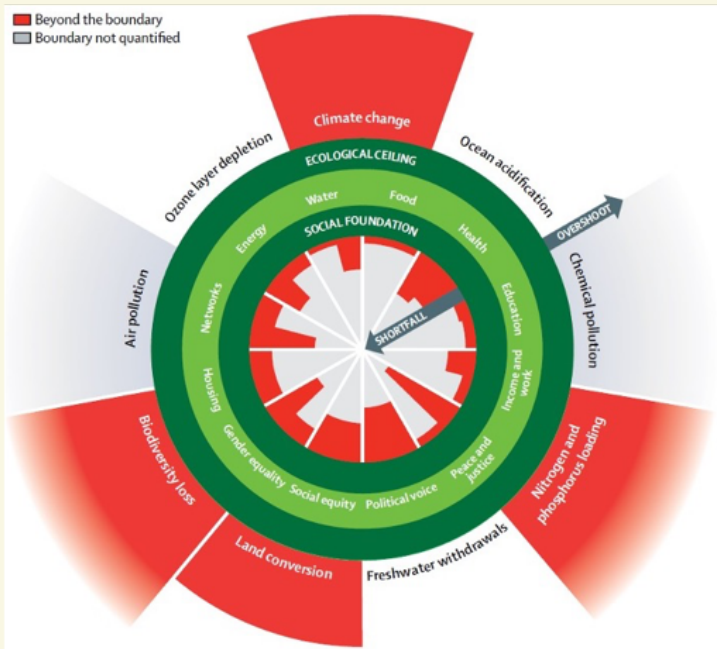 Beyond the boundary
Boundary not quantified
Climate change
Ozone layer depletion
Ocean acidification
ECOLOGICAL CEILING
OVERSHOOT
Water
Food
Energy
SOCIAL FOUNDATION
Health
Air pollution
Chemical pollution
Networks
SHORTFALL
Education
Housing
Income and
work
Gender equality
Social equity
Political voice
Peace and
justice
Biodiversity loss
Nitrogen and
phosphorus loading
Land conversion
Freshwater withdrawals